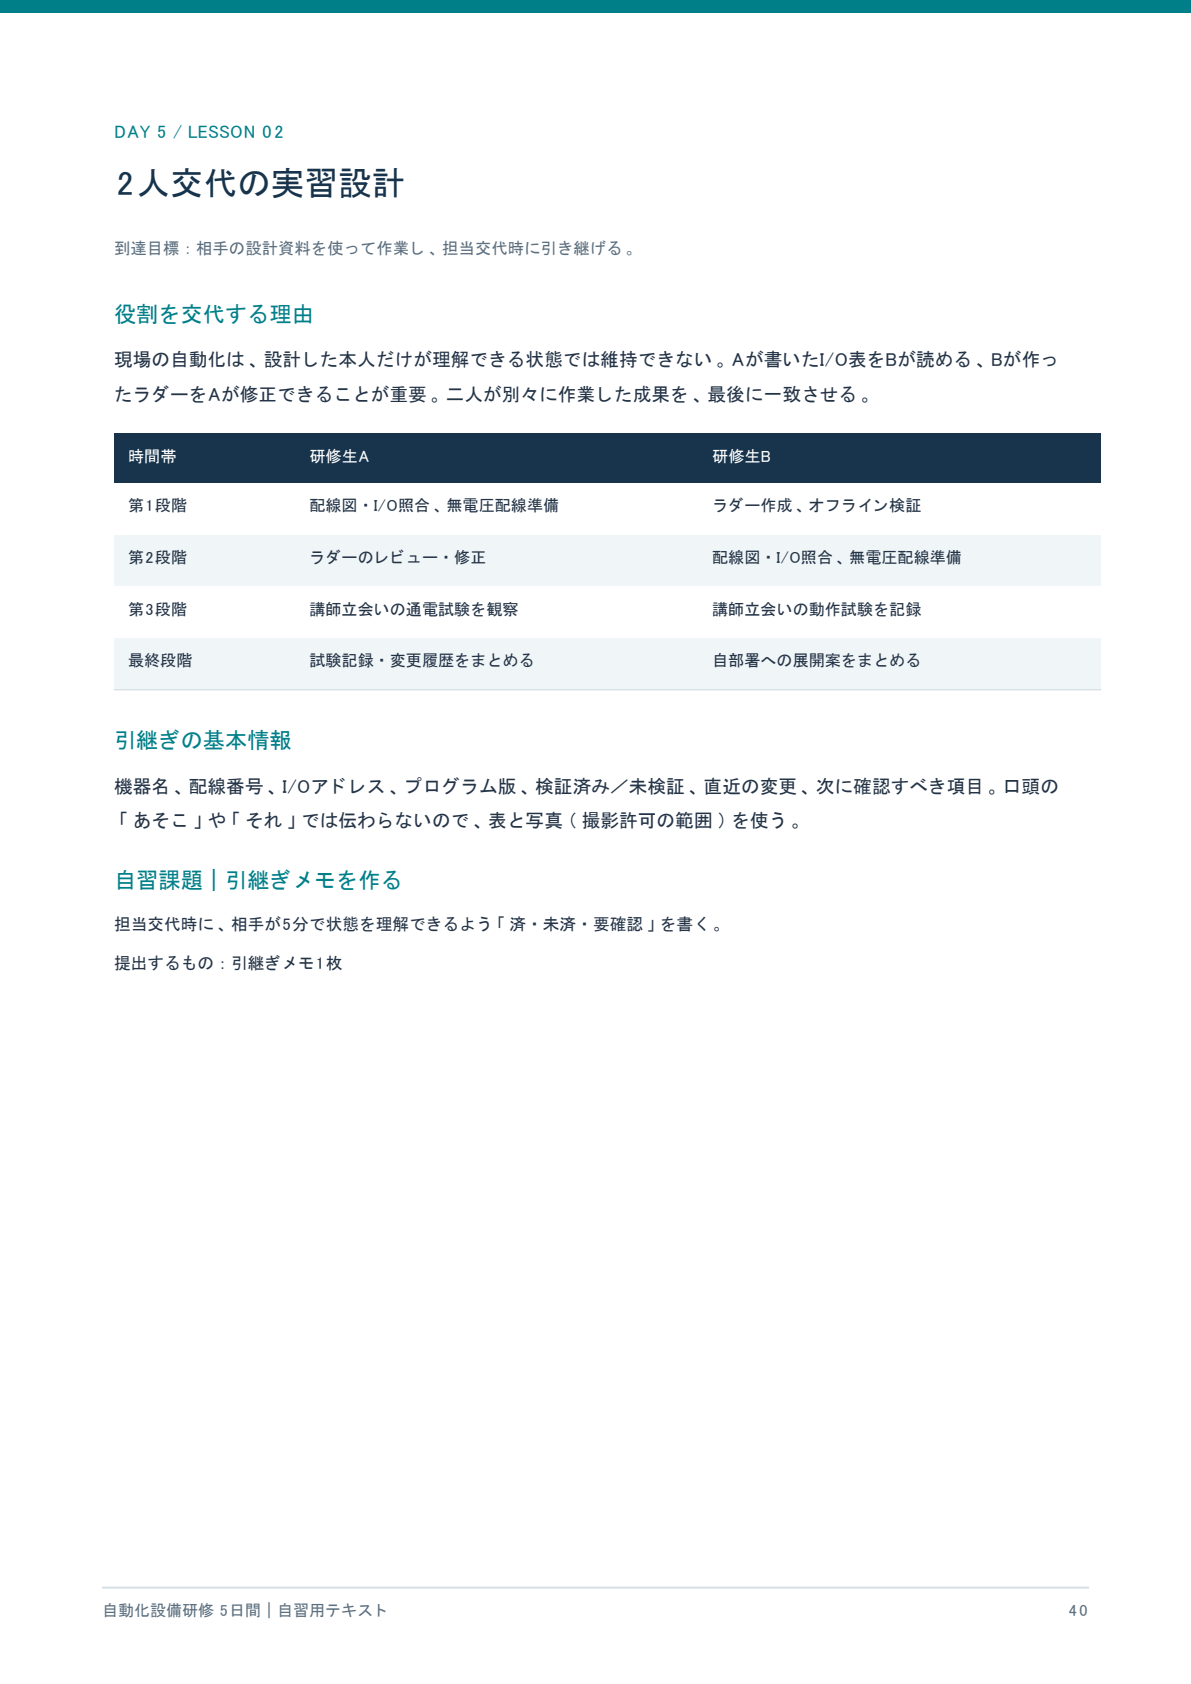 DAY 5 / LESSON 02
2人交代の実習設計
到達目標：相手の設計資料を使って作業し、担当交代時に引き継げる。
役割を交代する理由
現場の自動化は、設計した本人だけが理解できる状態では維持できない。Aが書いたI/O表をBが読める、Bが作っ
たラダーをAが修正できることが重要。二人が別々に作業した成果を、最後に一致させる。
時間帯 研修生A 研修生B
第1段階 配線図・I/O照合、無電圧配線準備 ラダー作成、オフライン検証
第2段階 ラダーのレビュー・修正 配線図・I/O照合、無電圧配線準備
第3段階 講師立会いの通電試験を観察 講師立会いの動作試験を記録
最終段階 試験記録・変更履歴をまとめる 自部署への展開案をまとめる
引継ぎの基本情報
機器名、配線番号、I/Oアドレス、プログラム版、検証済み／未検証、直近の変更、次に確認すべき項目。口頭の
「あそこ」や「それ」では伝わらないので、表と写真（撮影許可の範囲）を使う。
自習課題｜引継ぎメモを作る
担当交代時に、相手が5分で状態を理解できるよう「済・未済・要確認」を書く。
提出するもの：引継ぎメモ1枚
自動化設備研修 5日間｜自習用テキスト 40